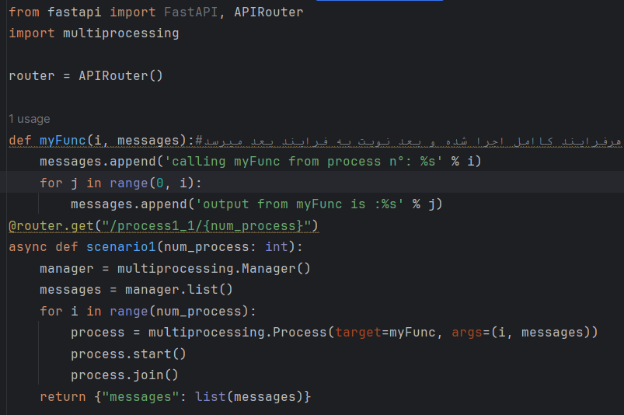 from fastapi import FastAPI, APIRouter
import multiprocessing
router = APIRouter()
1 usage
def myFunc(i, messages):#هرفرایند کاامل اجرا شده و بعد نوبت به فرایند بعد میرسد
    messages.append('calling myFunc from process n°: %s' % i)
    for j in range(0, i):
        messages.append('output from myFunc is :%s' % j)
@router.get("/process1_1/{num_process}")
async def scenario1(num_process: int):
    manager = multiprocessing.Manager()
    messages = manager.list()
    for i in range(num_process):
        process = multiprocessing.Process(target=myFunc, args=(i, messages))
        process.start()
        process.join()
    return {"messages": list(messages)}